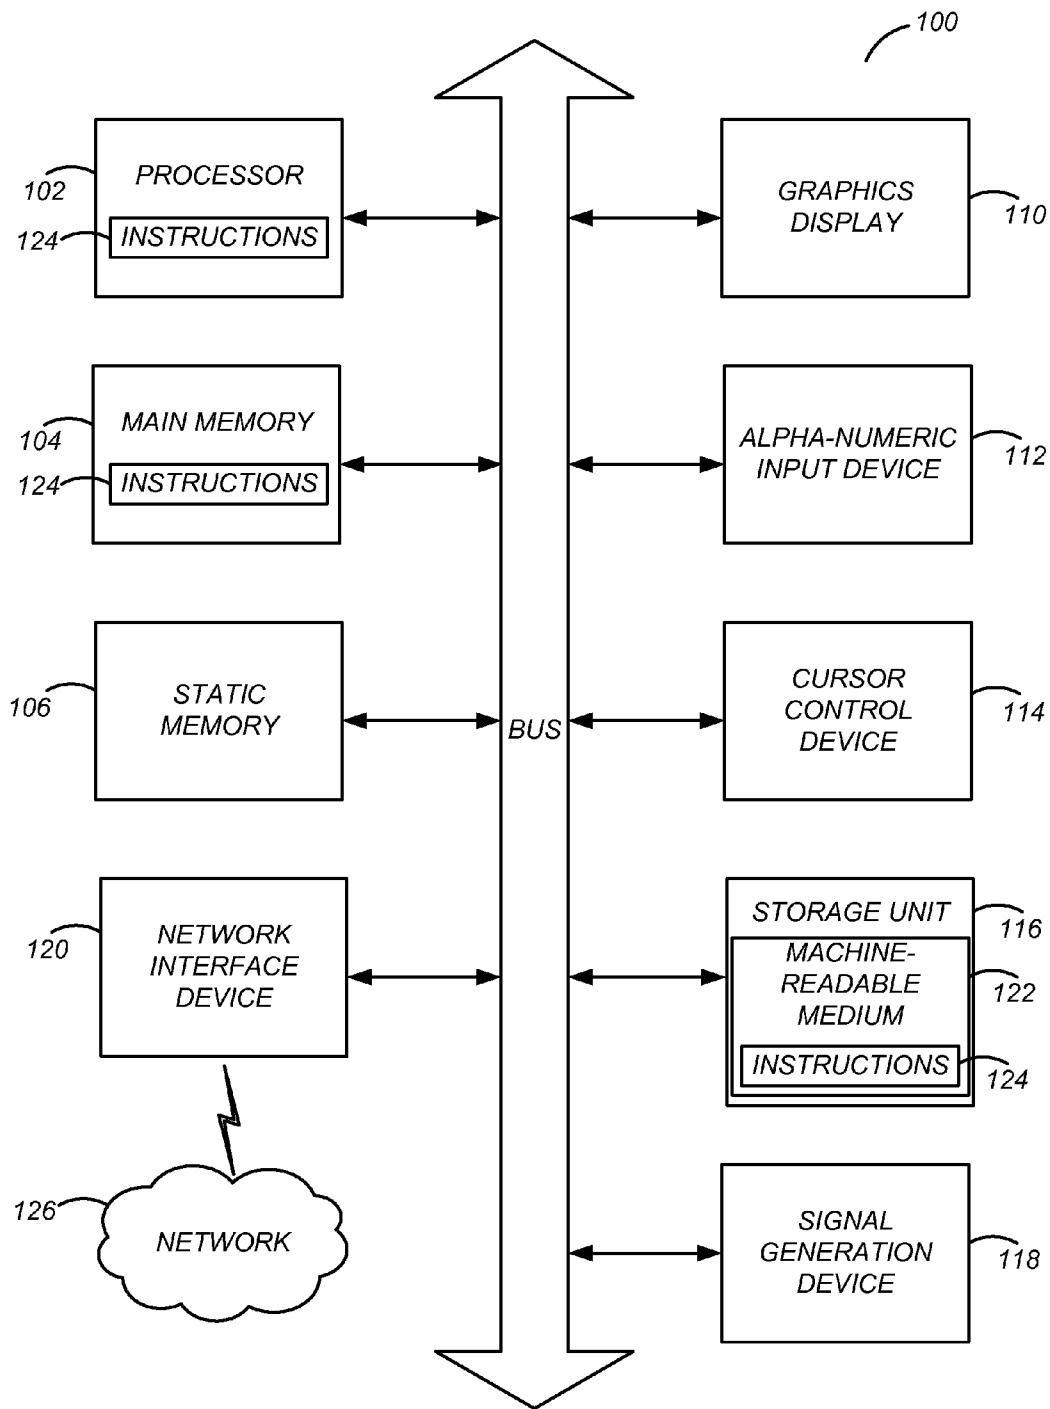 100
PROCESSOR
102
124
INSTRUCTIONS
GRAPHICS
DISPLAY
110
MAIN MEMORY
104
124
INSTRUCTIONS
ALPHA-NUMERIC
INPUT DEVICE
112
STATIC
MEMORY
106
BUS
CURSOR
CONTROL
DEVICE
114
NETWORK
INTERFACE
DEVICE
120
STORAGE UNIT
116
MACHINE-
READABLE
MEDIUM
122
INSTRUCTIONS
124
126
NETWORK
SIGNAL
GENERATION
DEVICE
118